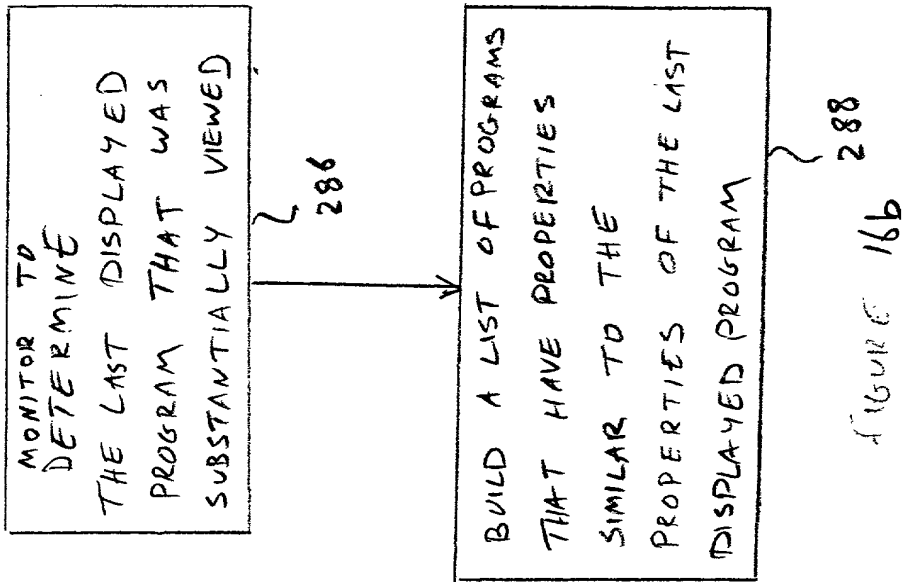 MONITOR TO
DETERMINE
THE LAST DISPLAYED
PROGRAM THAT WAS
SUBSTANTIALLY VIEWED
286
BUILD A LIST OF PROGRAMS
THAT HAVE PROPERTIES
SIMILAR TO THE
PROPERTIES OF THE LAST
DISPLAYED PROGRAM
288
FIGURE 16b